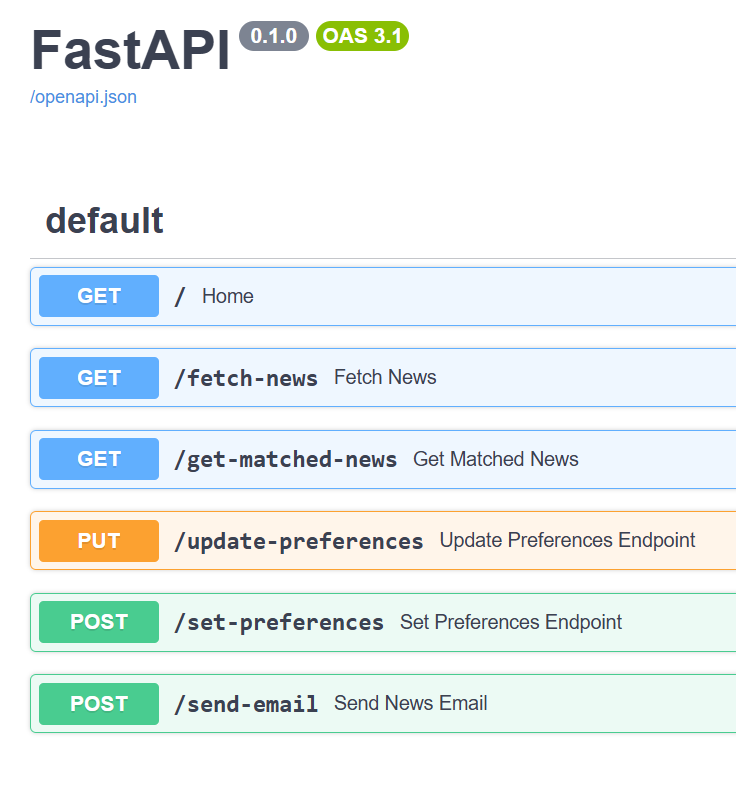 FastAPI 0.1.0 OAS 3.1
/openapi.json
default
GET / Home
GET /fetch-news Fetch News
GET /get-matched-news Get Matched News
PUT /update-preferences Update Preferences Endpoint
POST /set-preferences Set Preferences Endpoint
POST /send-email Send News Email